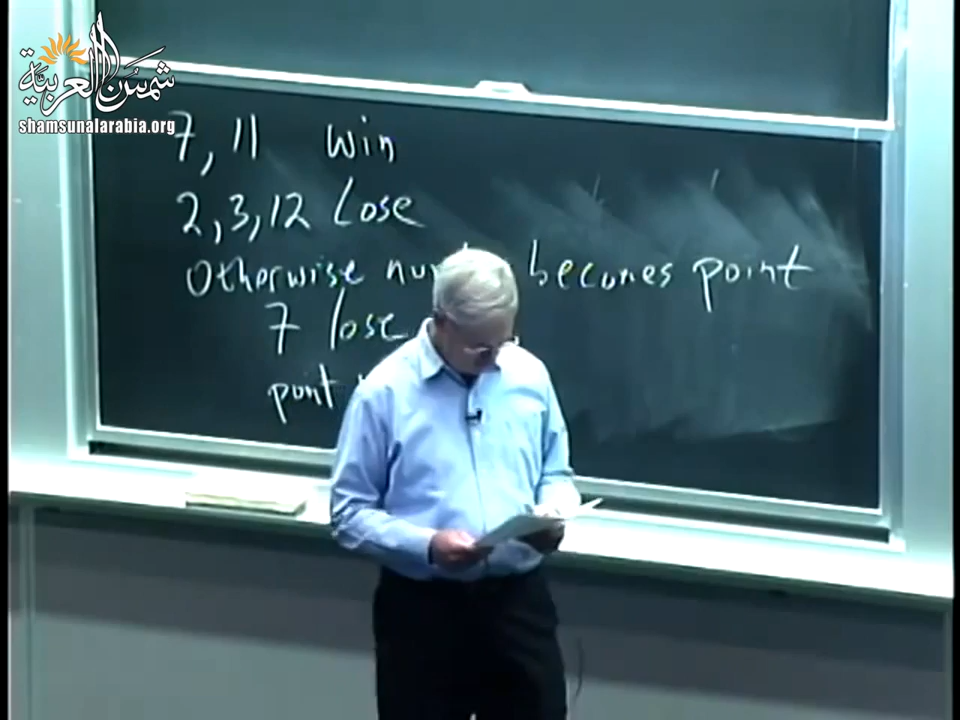 شمس العربية
shamsunalarabia.org
7, 11 Win
2, 3, 12 Lose
Otherwise becomes point
7 lose
point